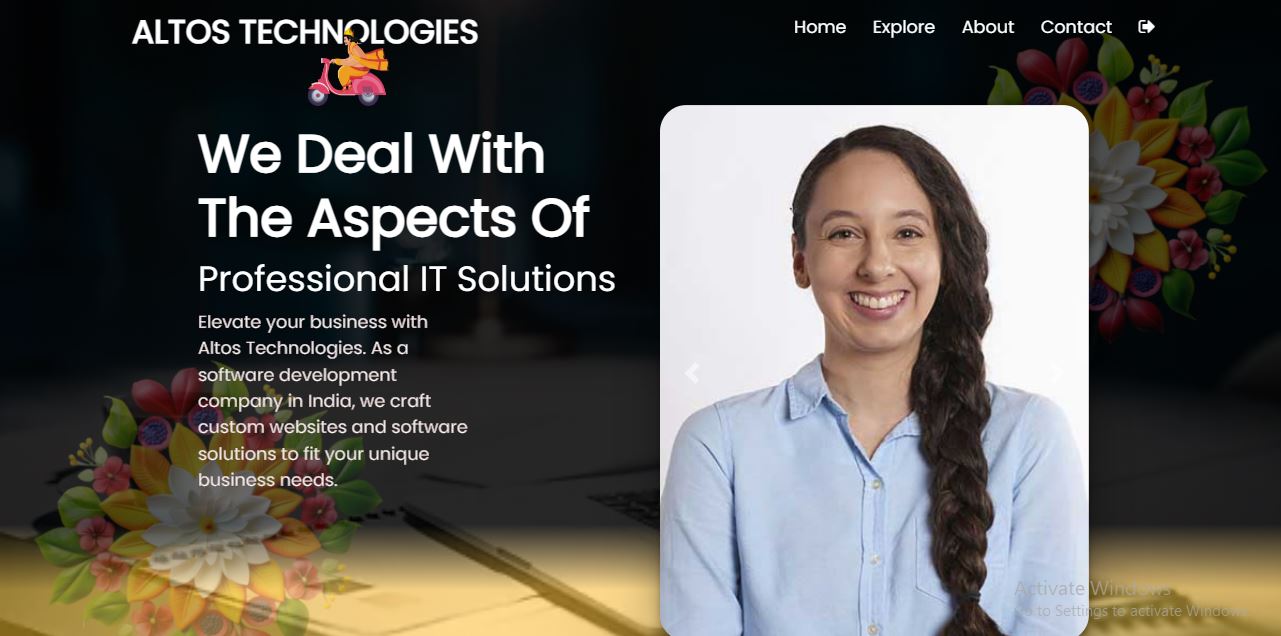 ALTOS TECHNOLOGIES
Home Explore About Contact
We Deal With
The Aspects Of
Professional IT Solutions
Elevate your business with
Altos Technologies. As a
software development
company in India, we craft
custom websites and software
solutions to fit your unique
business needs.
Activate Windows
Go to Settings to activate Windows.